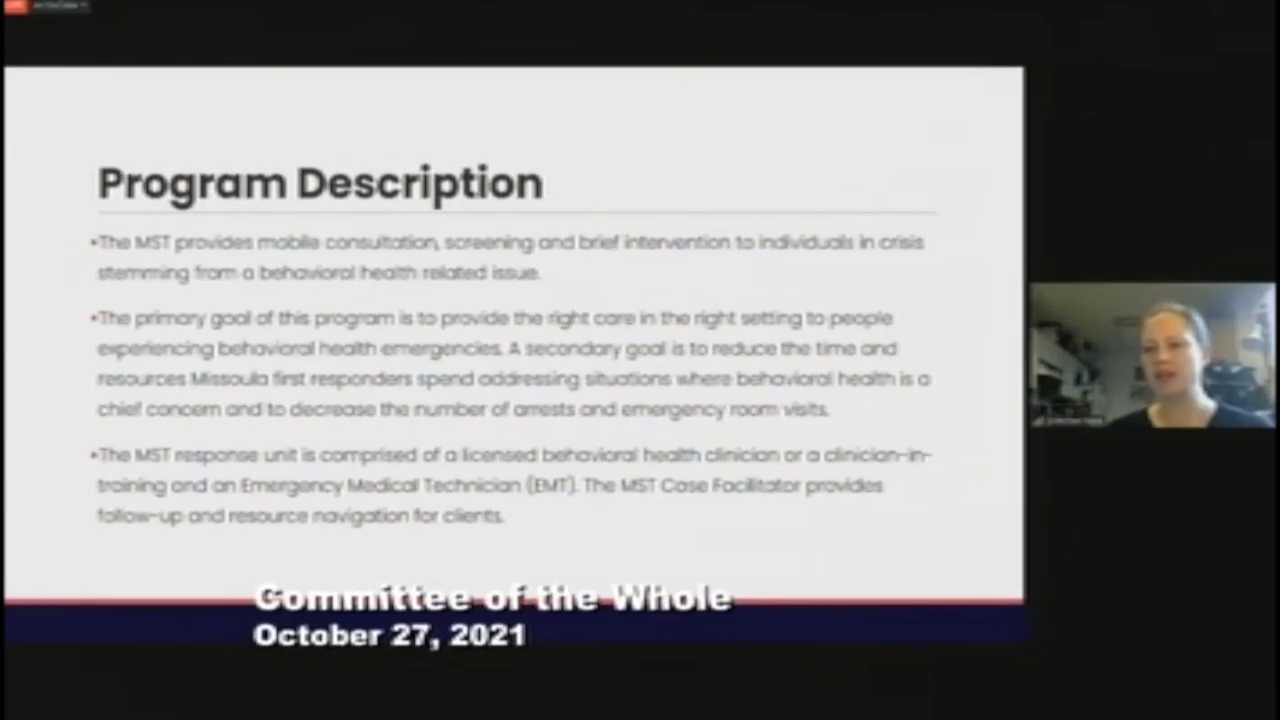 Program Description
•The MST provides mobile consultation, screening and brief intervention to individuals in crisis
stemming from a behavioral health related issue.
•The primary goal of this program is to provide the right care in the right setting to people
experiencing behavioral health emergencies. A secondary goal is to reduce the time and
resources Missoula first responders spend addressing situations where behavioral health is a
chief concern and to decrease the number of arrests and emergency room visits.
•The MST response unit is comprised of a licensed behavioral health clinician or a clinician-in-
training and an Emergency Medical Technician (EMT). The MST Case Facilitator provides
follow-up and resource navigation for clients.
Committee of the Whole
October 27, 2021